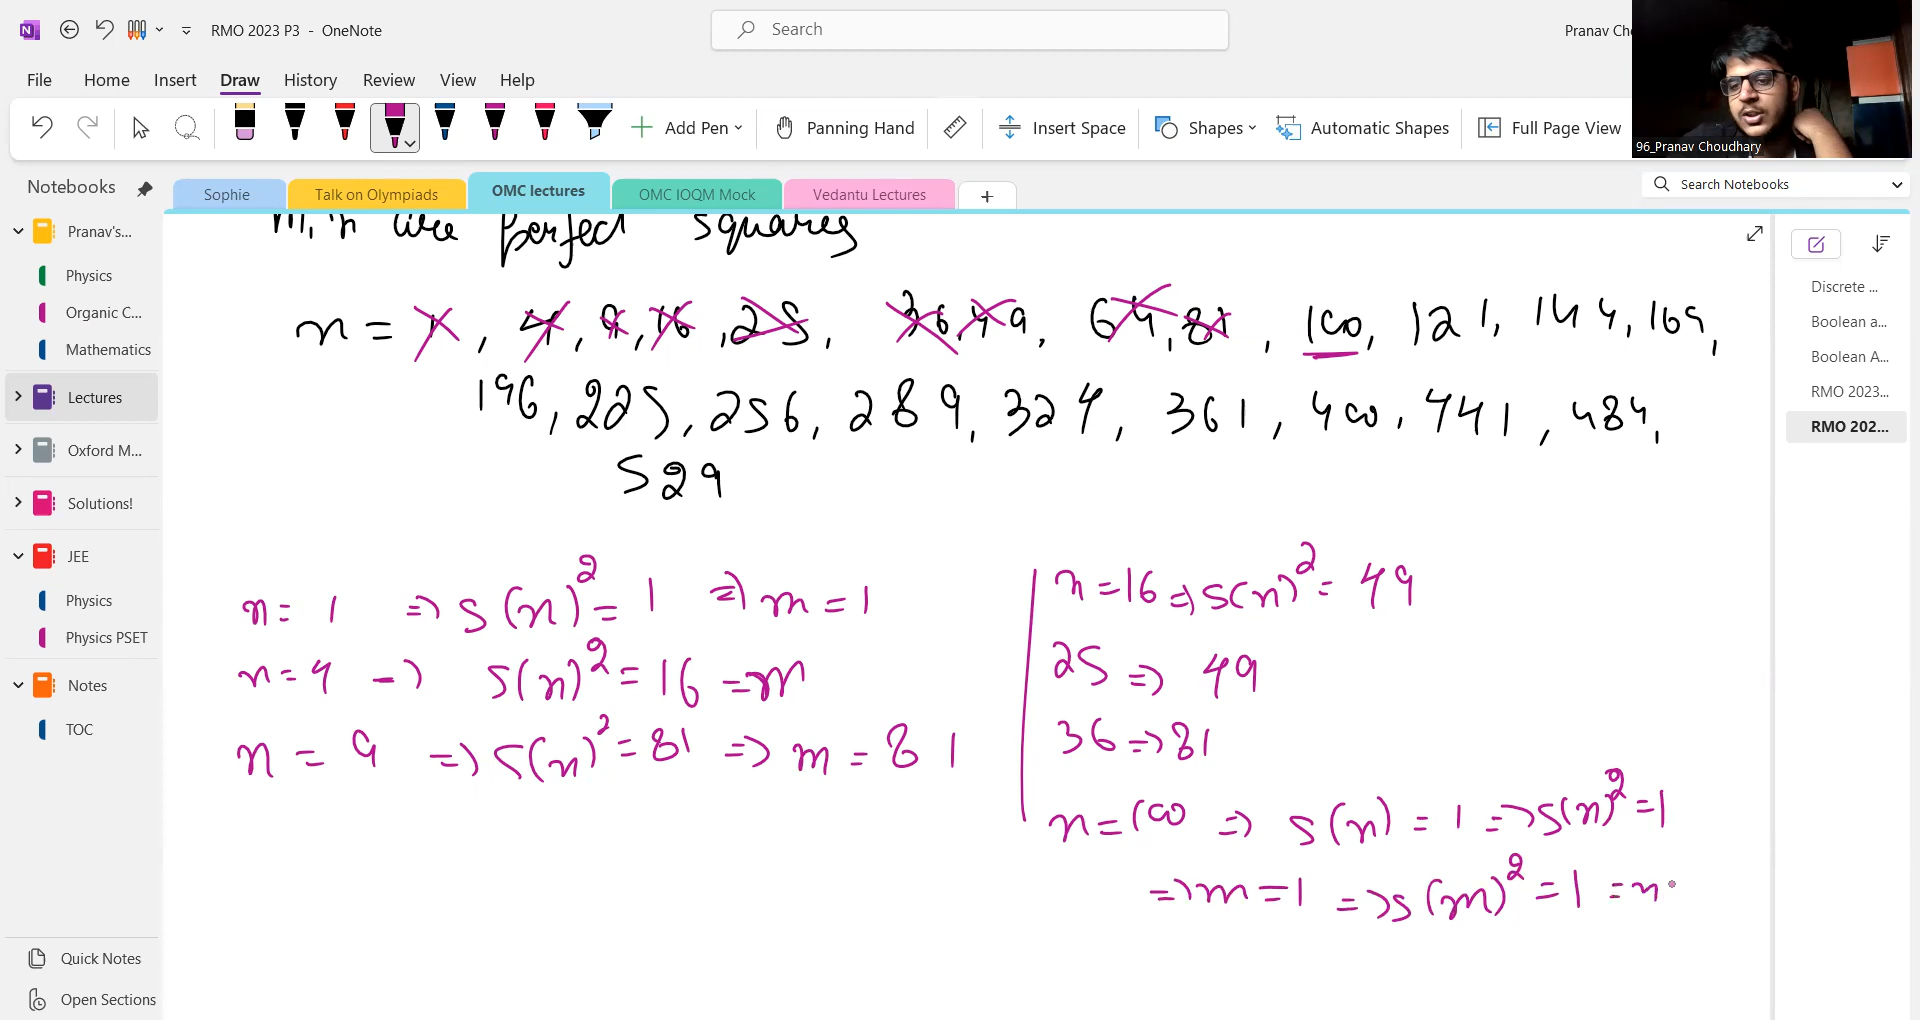 RMO 2023 P3 - OneNote
Search
Pranav Ch
File Home Insert Draw History Review View Help
Add Pen Panning Hand Insert Space Shapes Automatic Shapes Full Page View
96_Pranav Choudhary
Notebooks
Sophie Talk on Olympiads OMC lectures OMC IOQM Mock Vedantu Lectures +
Search Notebooks
Pranav's...
Physics
Organic C...
Mathematics
Lectures
Oxford M...
Solutions!
JEE
Physics
Physics PSET
Notes
TOC
Quick Notes
Open Sections
m, n are perfect squares
n = 1, 4, 9, 16, 25, 36, 49, 64, 81, 100, 121, 144, 169,
196, 225, 256, 289, 324, 361, 400, 441, 484,
529
n = 1 => s(n)^2 = 1 => m = 1
n = 4 -> s(n)^2 = 16 = m
n = 9 => s(n)^2 = 81 => m = 81
n = 16 => s(n)^2 = 49
25 => 49
36 => 81
n = 100 => s(n) = 1 => s(n)^2 = 1
=> m = 1 => s(m)^2 = 1 = n
Discrete ...
Boolean a...
Boolean A...
RMO 2023...
RMO 202...